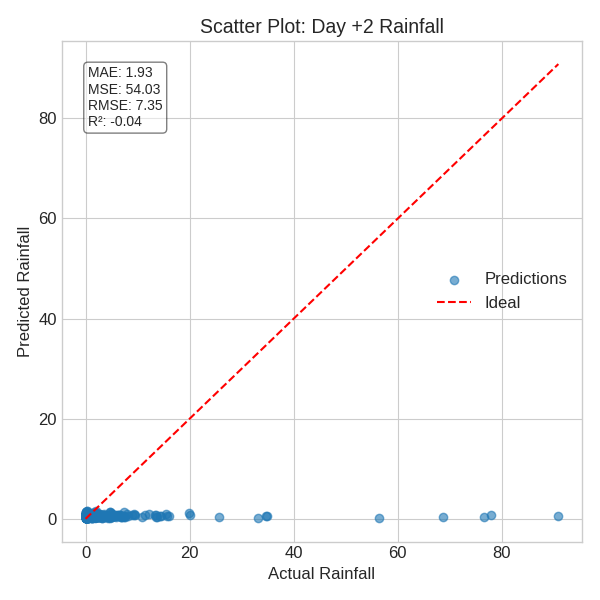 Scatter Plot: Day +2 Rainfall
MAE: 1.93
MSE: 54.03
RMSE: 7.35
R²: -0.04
80
60
40
20
0
Predicted Rainfall
Predictions
Ideal
0
20
40
60
80
Actual Rainfall